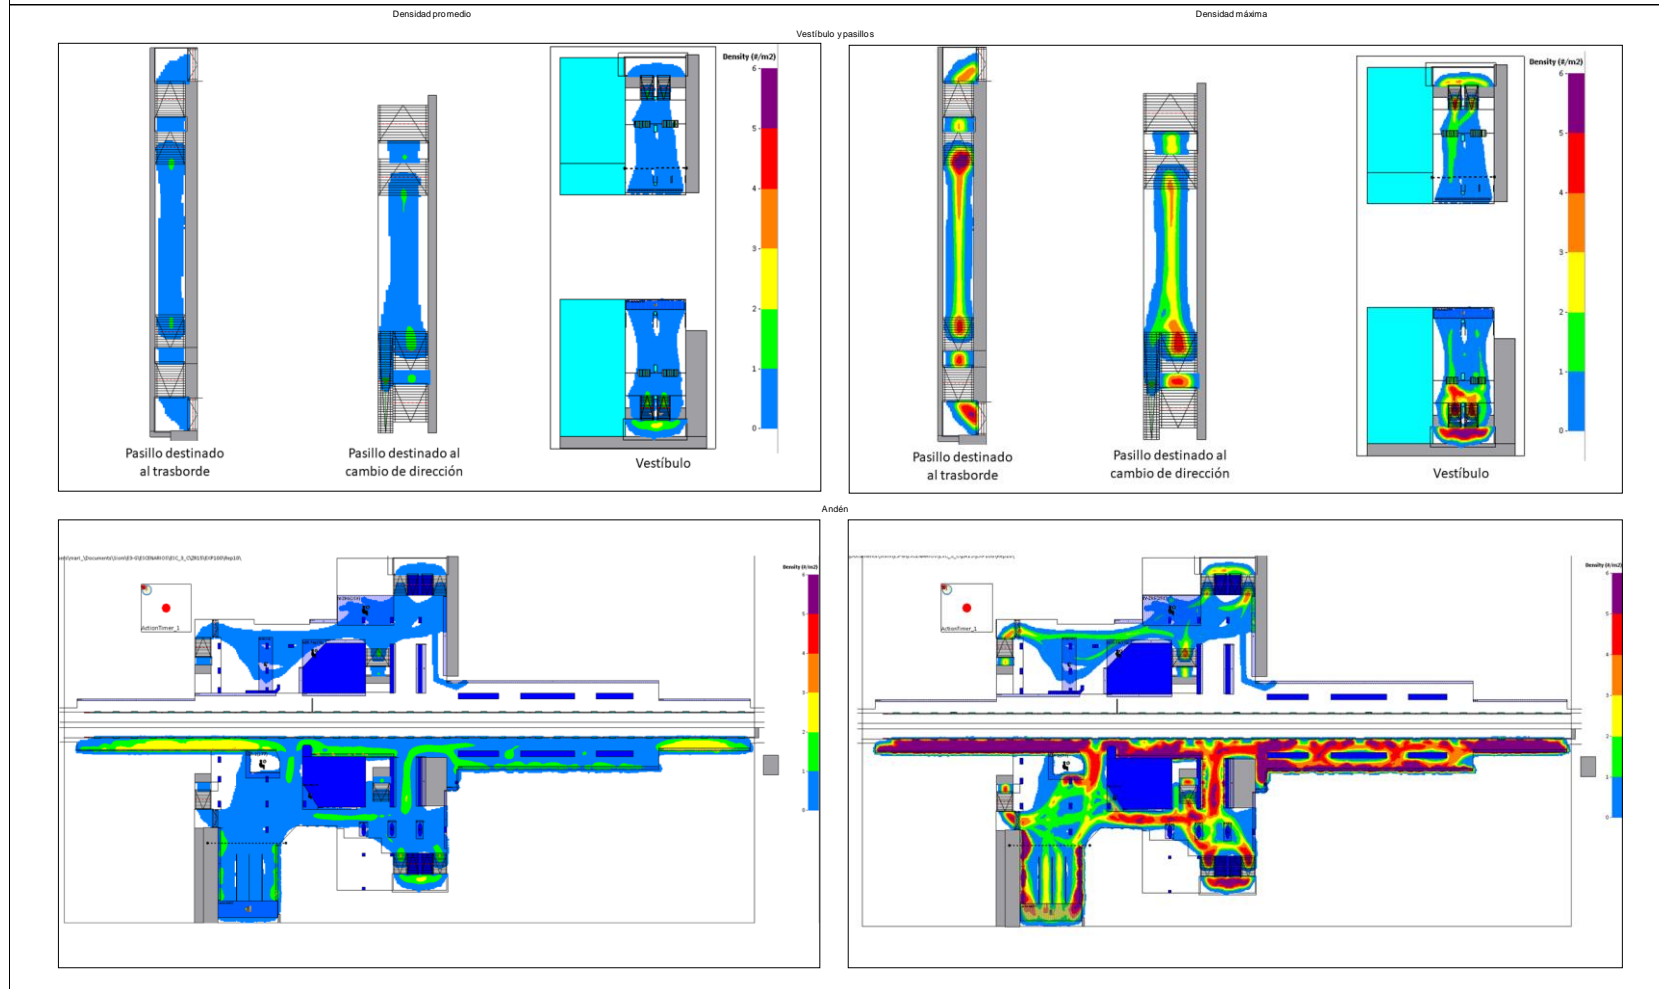 Densidad promedio
Densidad máxima
Vestíbulo y pasillos
Density (#/m2)
6
5
4
3
2
1
0
Pasillo destinado
al trasborde
Pasillo destinado al
cambio de dirección
Vestíbulo
Density (#/m2)
6
5
4
3
2
1
0
Pasillo destinado
al trasborde
Pasillo destinado al
cambio de dirección
Vestíbulo
Andén
Density (#/m2)
ActionTimer_1
Density (#/m2)
ActionTimer_1